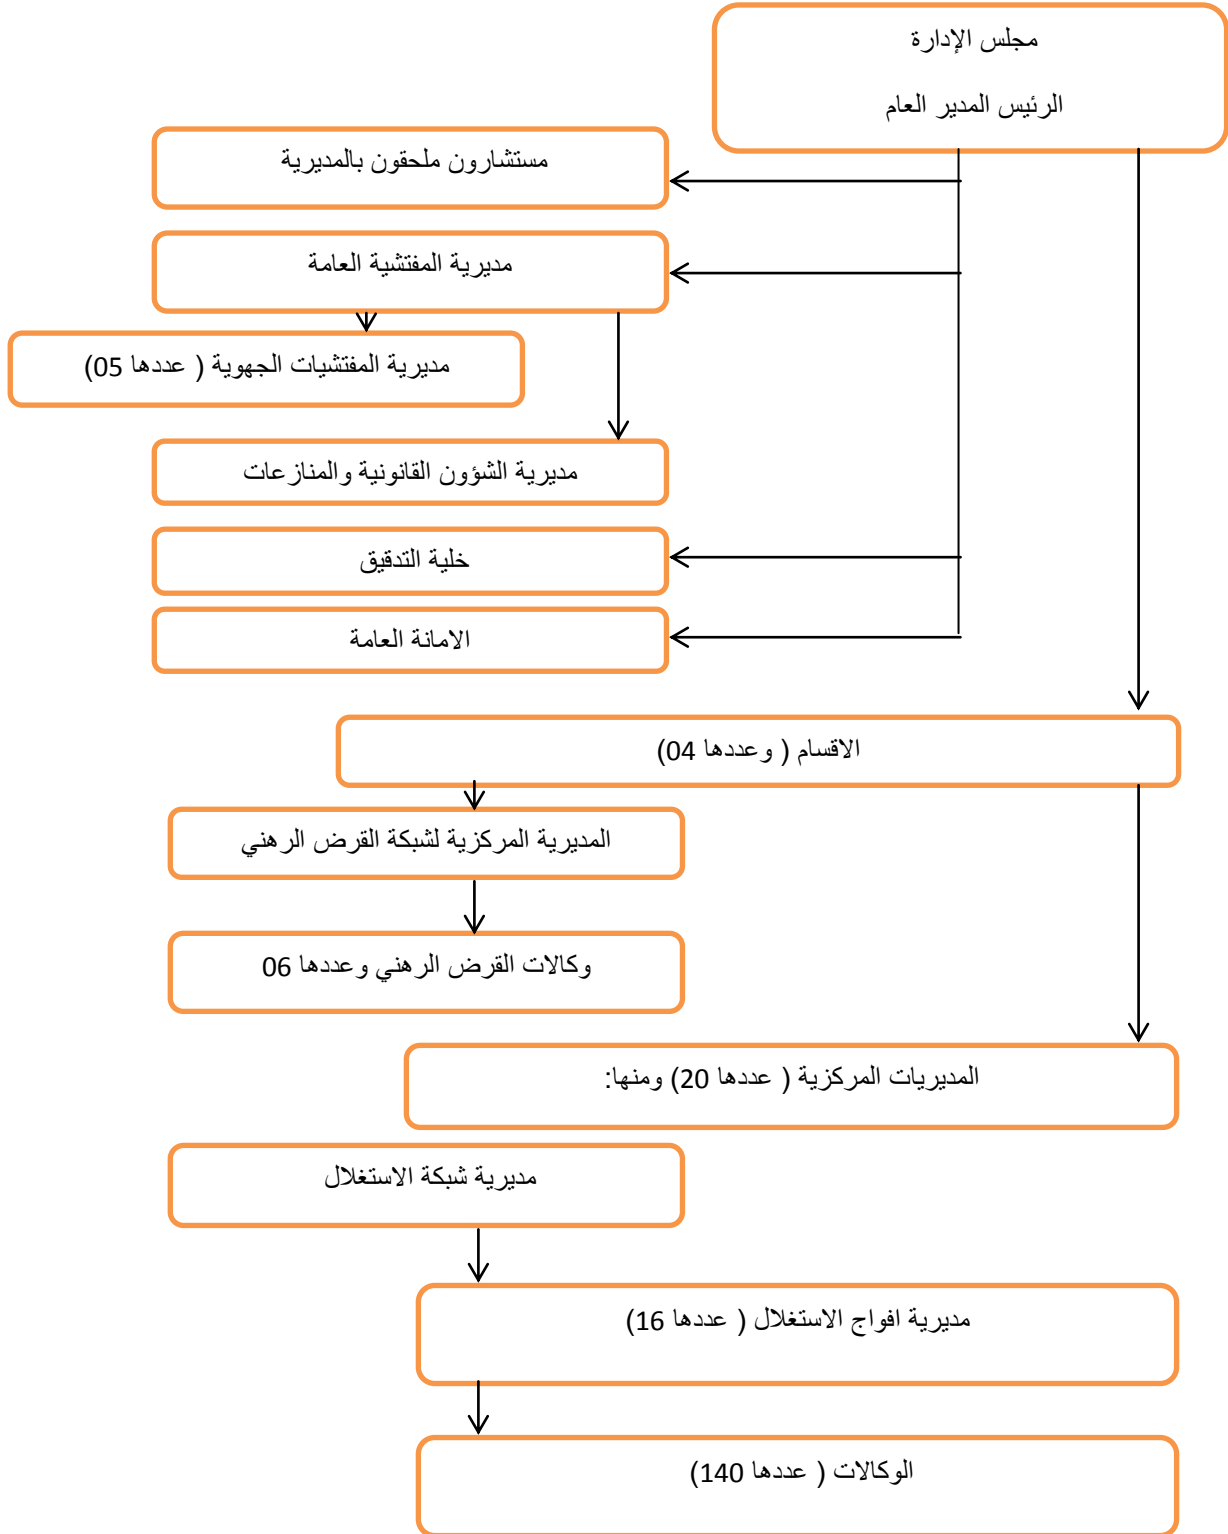 مجلس الإدارة
الرئيس المدير العام
مستشارون ملحقون بالمديرية
مديرية المفتشية العامة
مديرية المفتشيات الجهوية ( عددها 05)
مديرية الشؤون القانونية والمنازعات
خلية التدقيق
الامانة العامة
الاقسام ( وعددها 04)
المديرية المركزية لشبكة القرض الرهني
وكالات القرض الرهني وعددها 06
المديريات المركزية ( عددها 20) ومنها:
مديرية شبكة الاستغلال
مديرية افواج الاستغلال ( عددها 16)
الوكالات ( عددها 140)